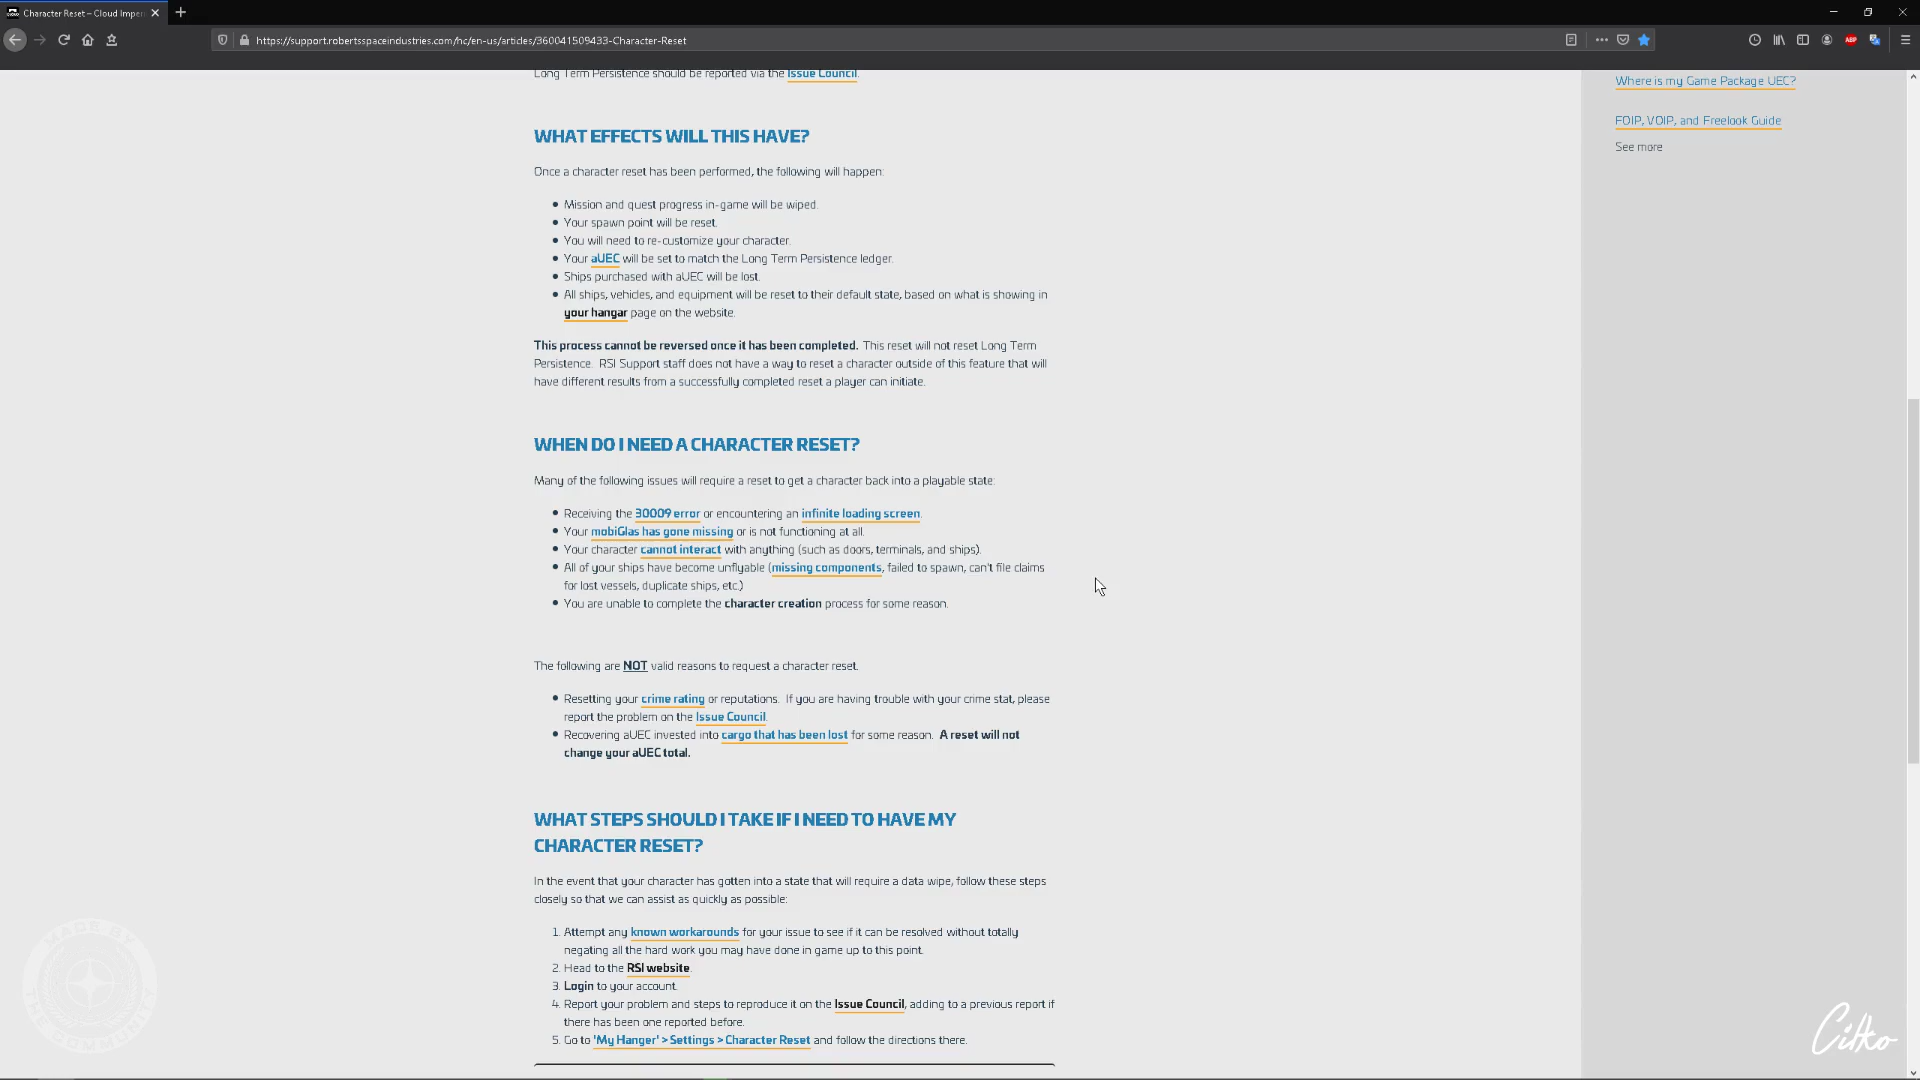 Character Reset – Cloud Imper
https://support.robertsspaceindustries.com/hc/en-us/articles/360041509433-Character-Reset
ABP
Long Term Persistence should be reported via the Issue Council.
Where is my Game Package UEC?
FOIP, VOIP, and Freelook Guide
See more
WHAT EFFECTS WILL THIS HAVE?
Once a character reset has been performed, the following will happen:
• Mission and quest progress in-game will be wiped.
• Your spawn point will be reset.
• You will need to re-customize your character.
• Your aUEC will be set to match the Long Term Persistence ledger.
• Ships purchased with aUEC will be lost.
• All ships, vehicles, and equipment will be reset to their default state, based on what is showing in
your hangar page on the website.
This process cannot be reversed once it has been completed. This reset will not reset Long Term
Persistence. RSI Support staff does not have a way to reset a character outside of this feature that will
have different results from a successfully completed reset a player can initiate.
WHEN DO I NEED A CHARACTER RESET?
Many of the following issues will require a reset to get a character back into a playable state:
• Receiving the 30009 error or encountering an infinite loading screen.
• Your mobiGlas has gone missing or is not functioning at all.
• Your character cannot interact with anything (such as doors, terminals, and ships).
• All of your ships have become unflyable (missing components, failed to spawn, can't file claims
for lost vessels, duplicate ships, etc.)
• You are unable to complete the character creation process for some reason.
The following are NOT valid reasons to request a character reset.
• Resetting your crime rating or reputations. If you are having trouble with your crime stat, please
report the problem on the Issue Council.
• Recovering aUEC invested into cargo that has been lost for some reason. A reset will not
change your aUEC total.
WHAT STEPS SHOULD I TAKE IF I NEED TO HAVE MY
CHARACTER RESET?
In the event that your character has gotten into a state that will require a data wipe, follow these steps
closely so that we can assist as quickly as possible:
1. Attempt any known workarounds for your issue to see if it can be resolved without totally
negating all the hard work you may have done in game up to this point.
2. Head to the RSI website.
3. Login to your account.
4. Report your problem and steps to reproduce it on the Issue Council, adding to a previous report if
there has been one reported before.
5. Go to 'My Hanger' > Settings > Character Reset and follow the directions there.
MADE BY
THE COMMUNITY
Citko